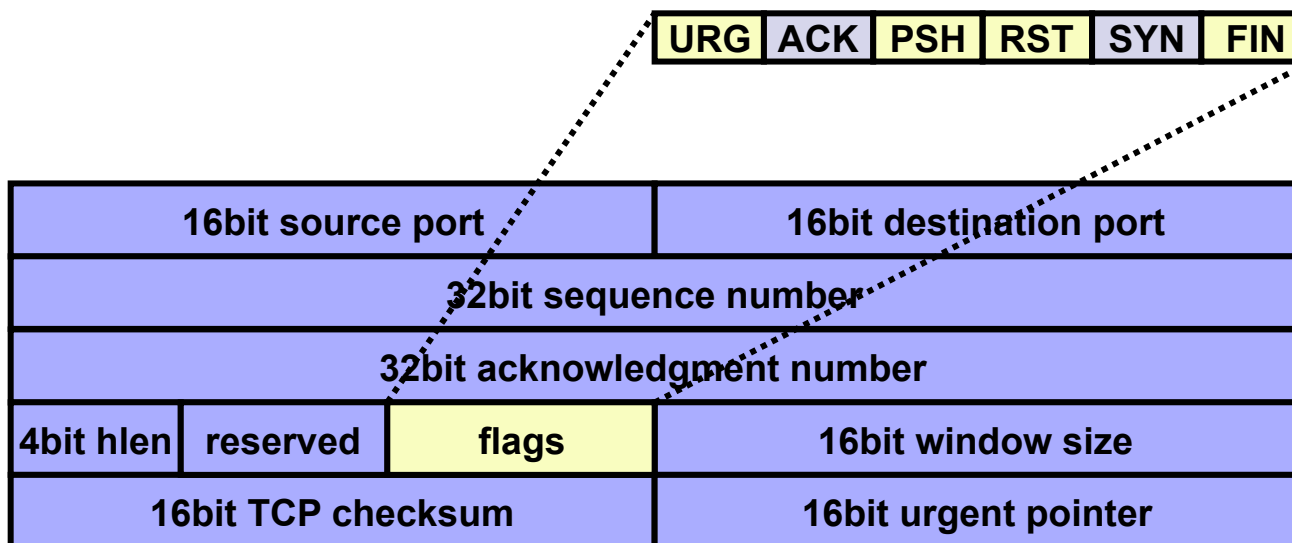 URG ACK PSH RST SYN FIN
16bit source port 16bit destination port
32bit sequence number
32bit acknowledgment number
4bit hlen reserved flags 16bit window size
16bit TCP checksum 16bit urgent pointer